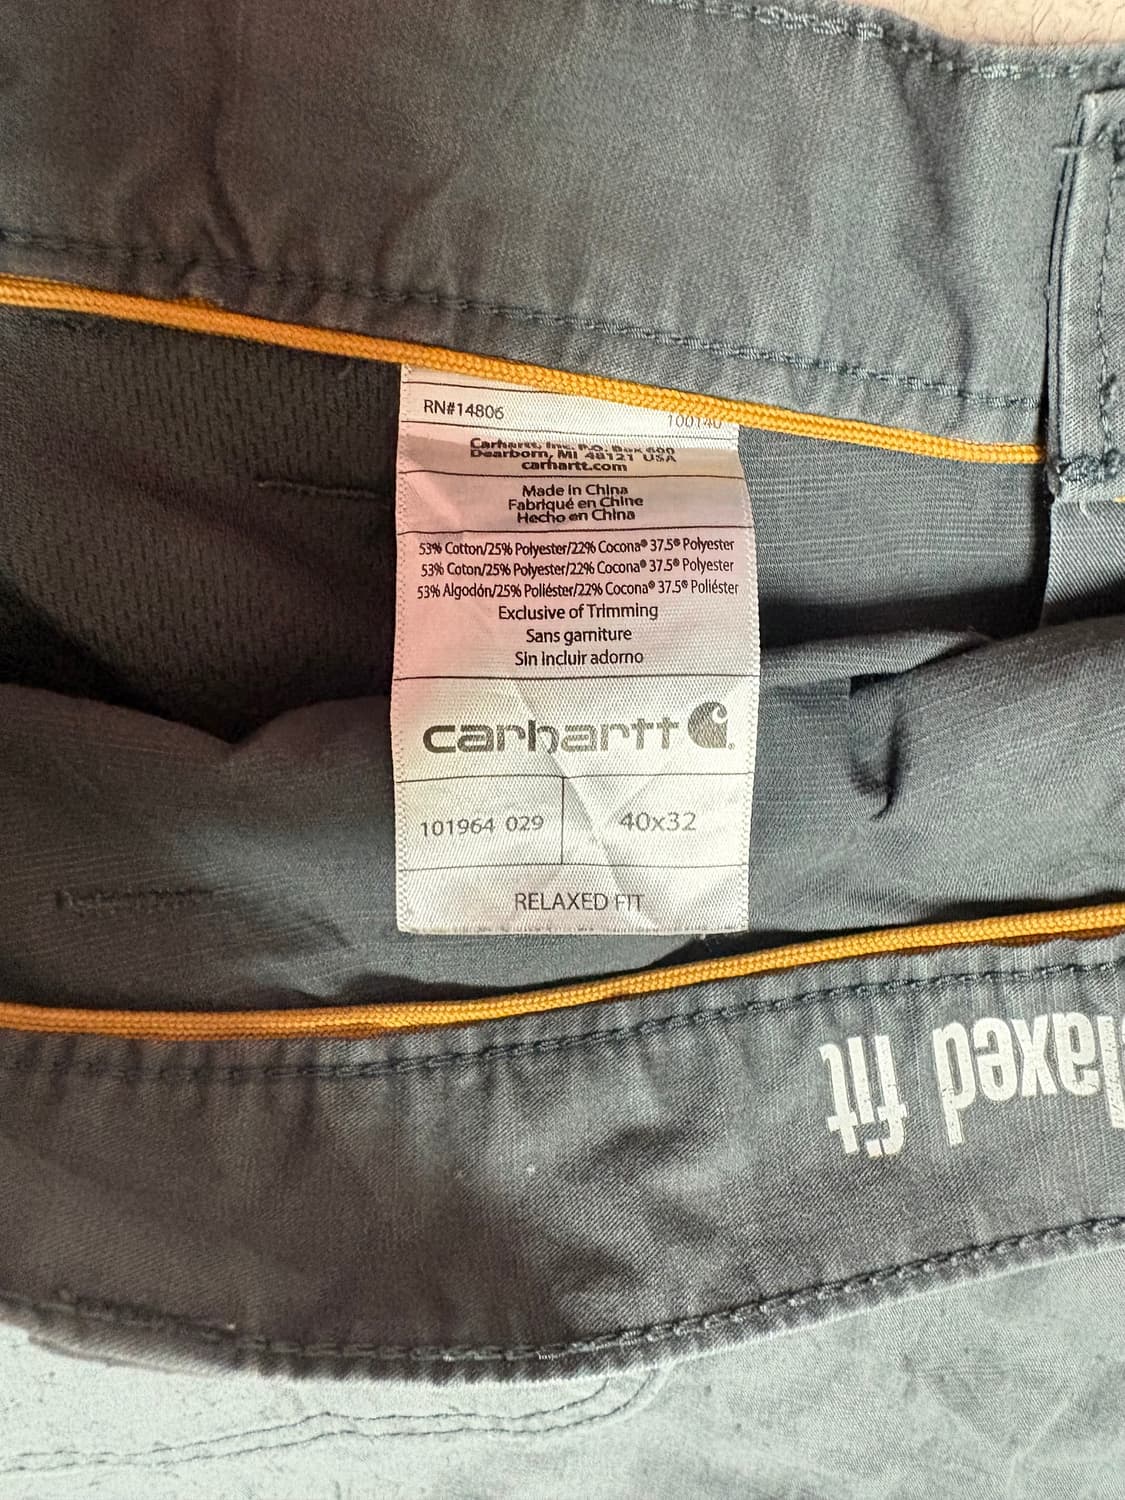 RN#14806
100140
Carhartt, Inc. P.O. Box 600
Dearborn, MI 48121 USA
carhartt.com
Made in China
Fabriqué en Chine
Hecho en China
53% Cotton/25% Polyester/22% Cocona® 37.5® Polyester
53% Coton/25% Polyester/22% Cocona® 37.5® Polyester
53% Algodón/25% Poliéster/22% Cocona® 37.5® Poliéster
Exclusive of Trimming
Sans garniture
Sin incluir adorno
carhartt
101964 029
40x32
RELAXED FIT
laxed fit